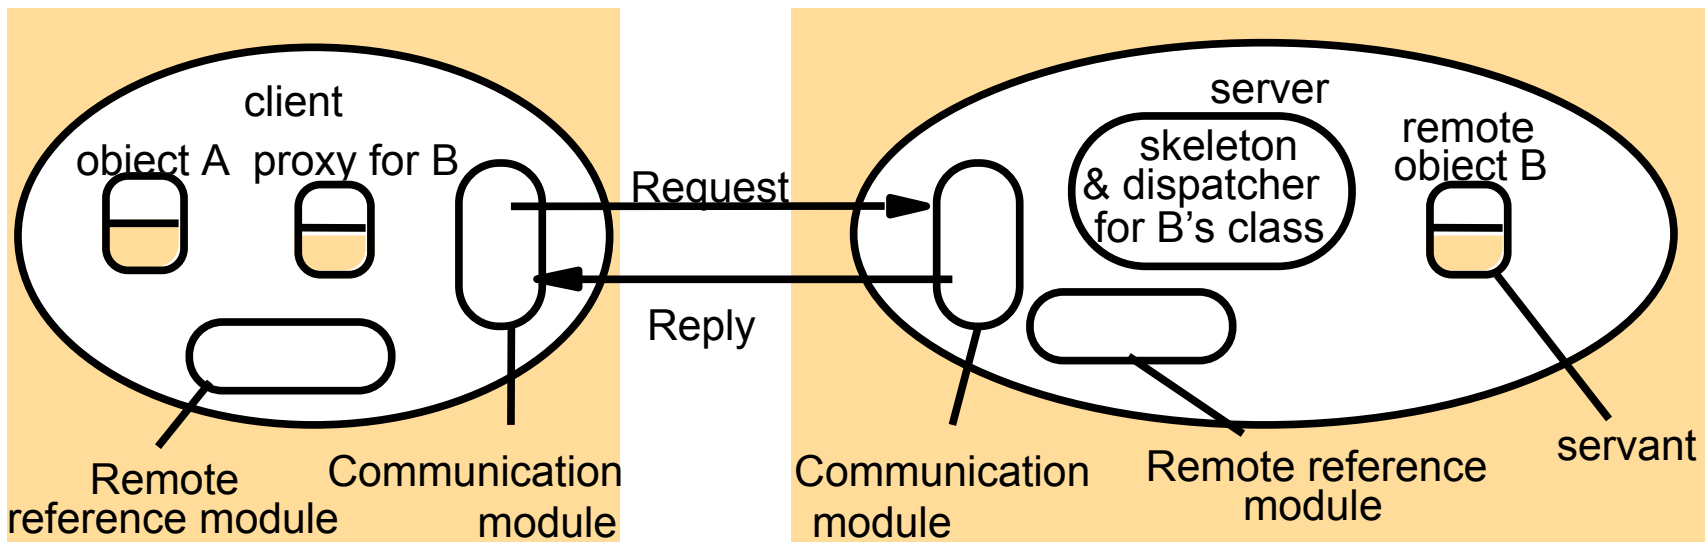 client
object A
proxy for B
Request
Reply
Remote
reference module
Communication
module
server
skeleton
& dispatcher
for B’s class
remote
object B
Communication
module
Remote reference
module
servant